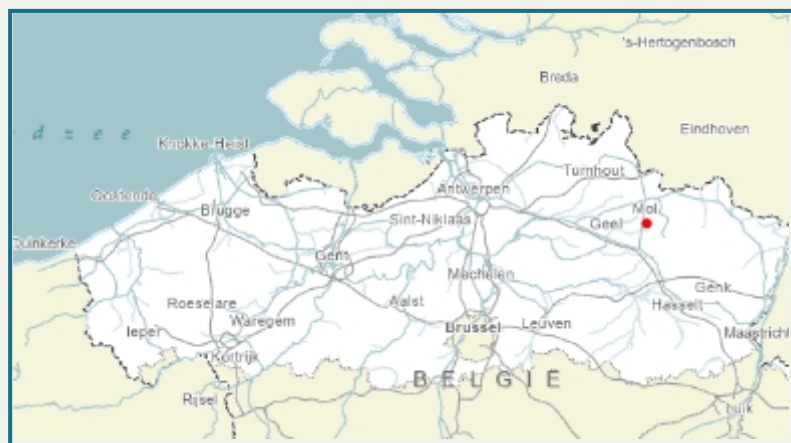 's-Hertogenbosch
Breda
Eindhoven
d z e e
Knokke-Heist
Turnhout
Antwerpen
Oostende
Mol
Brugge
Sint-Niklaas
Geel
Duinkerke
Gent
Mechelen
Genk
Roeselare
Aalst
Hasselt
Waregem
Brussel
Leuven
Ieper
Maastricht
Kortrijk
BELGIË
Rijsel
Luik